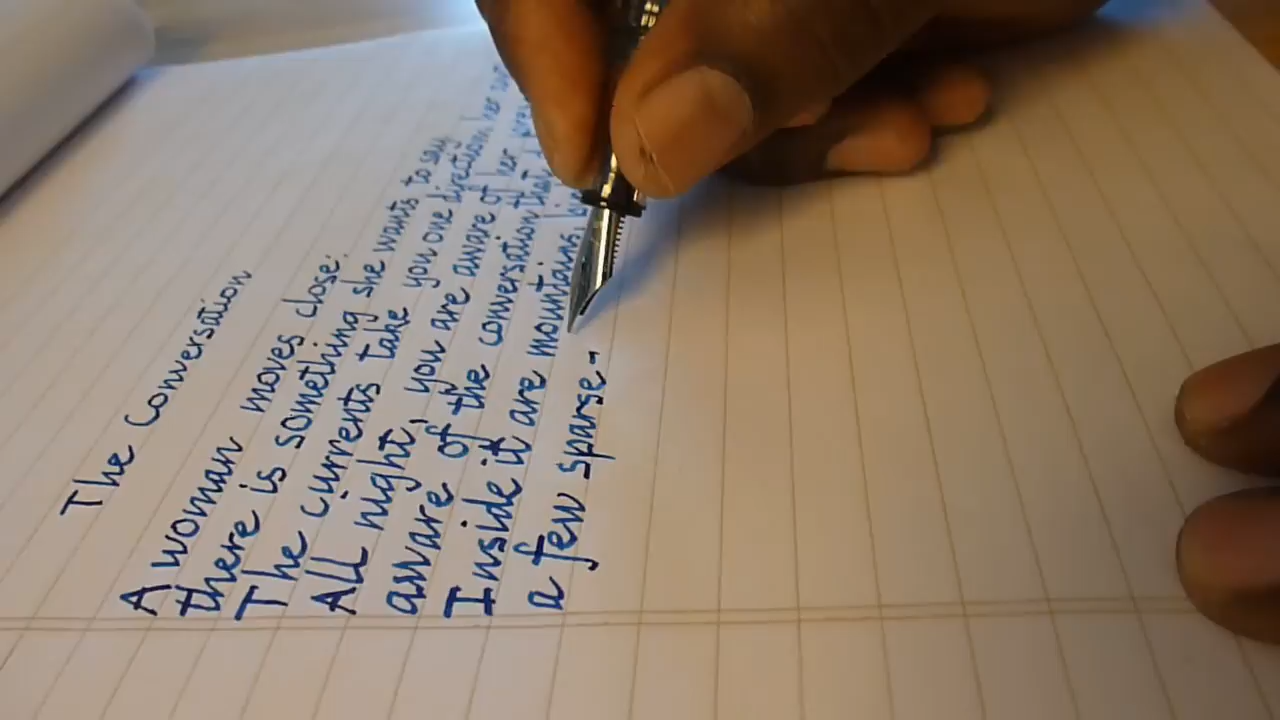 The Conversation
A woman moves close:
there is something she wants to say
The currents take you one direction, her
All night, you are aware of her
aware of the conversation that
Inside it are mountains,
a few sparse-